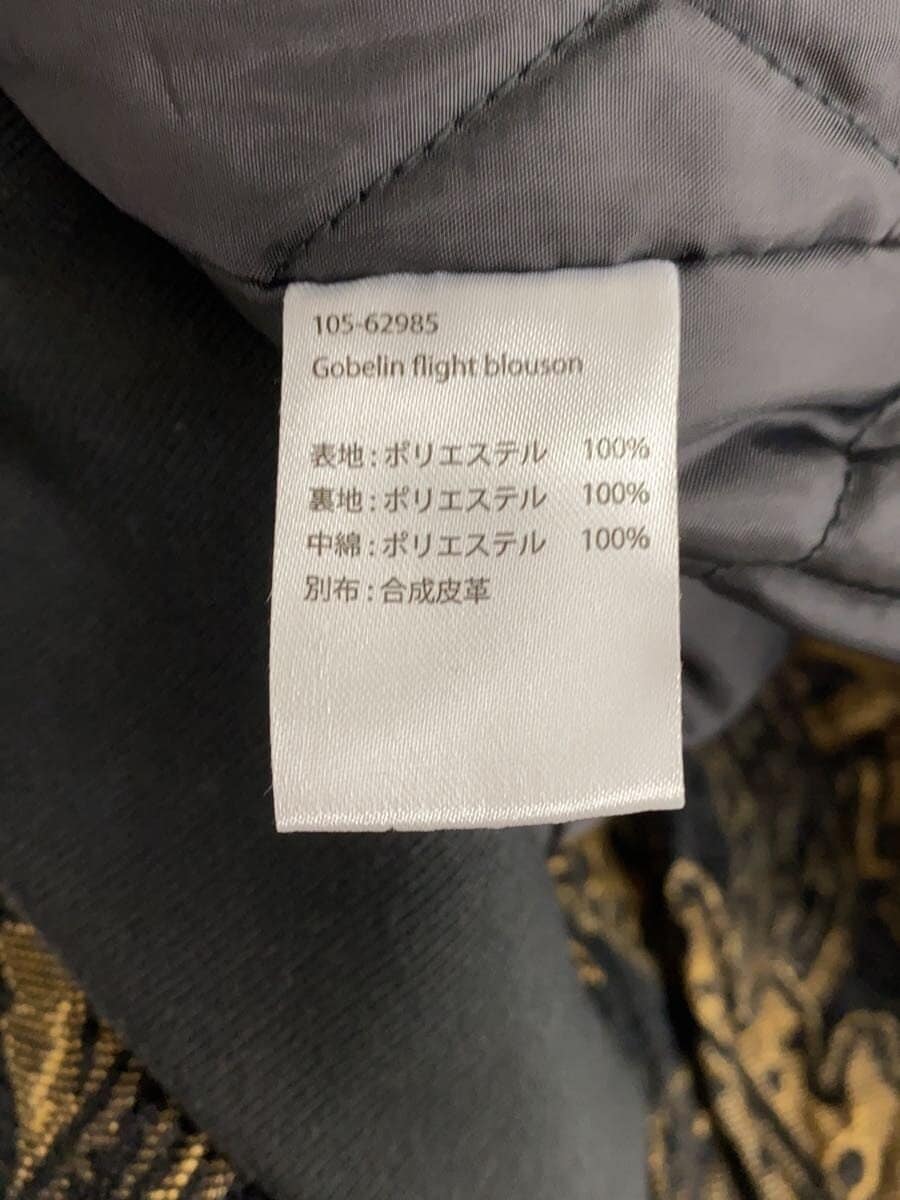 105-62985
Gobelin flight blouson
表地:ポリエステル 100%
裏地:ポリエステル 100%
中綿:ポリエステル 100%
別布:合成皮革